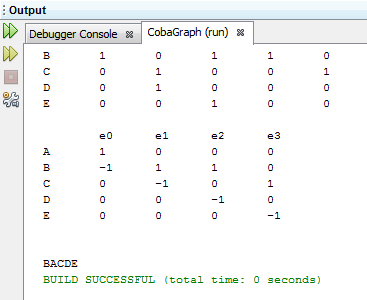 Output
Debugger Console
CobaGraph (run)
B 1 0 1 1 0
C 0 1 0 0 1
D 0 1 0 0 0
E 0 0 1 0 0
e0 e1 e2 e3
A 1 0 0 0
B -1 1 1 0
C 0 -1 0 1
D 0 0 -1 0
E 0 0 0 -1
BACDE
BUILD SUCCESSFUL (total time: 0 seconds)